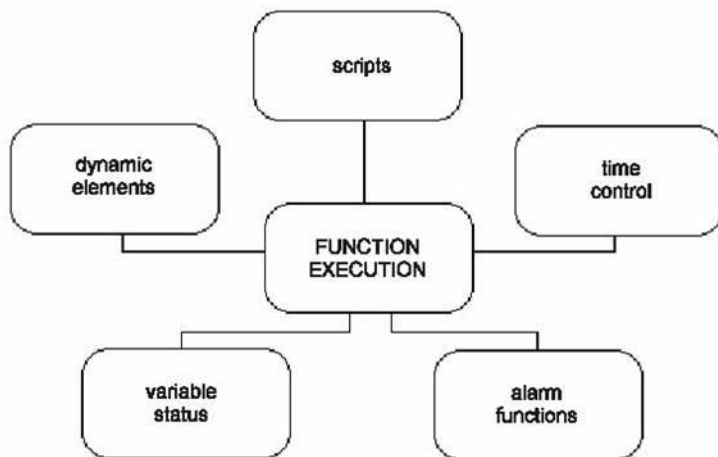 scripts
dynamic
elements
time
control
FUNCTION
EXECUTION
variable
status
alarm
functions